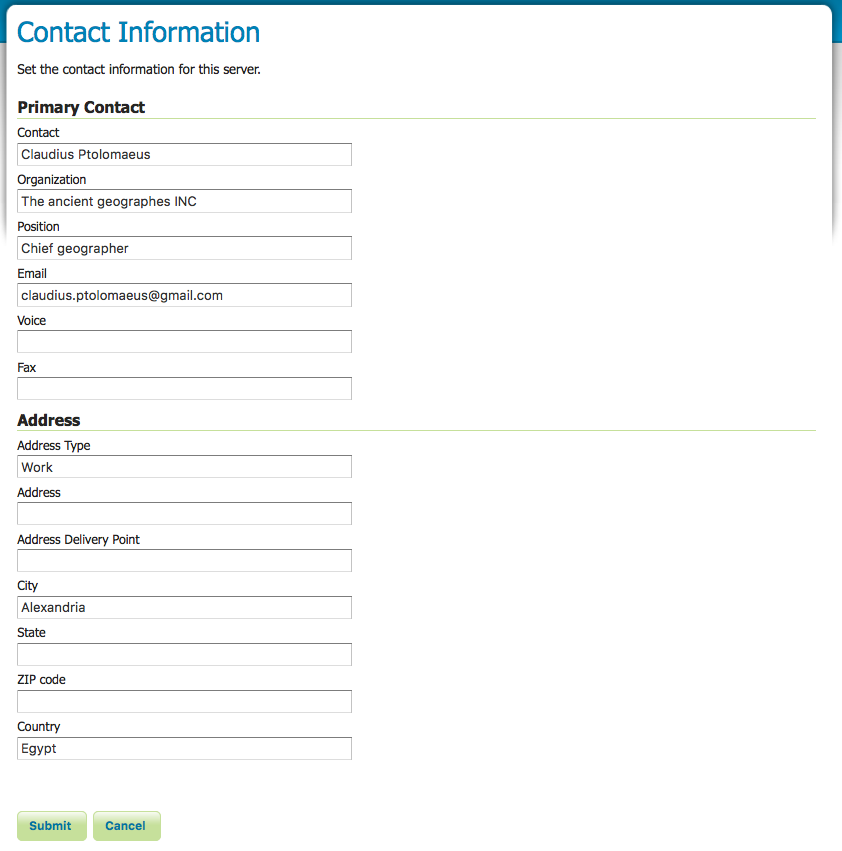 Contact Information
Set the contact information for this server.
Primary Contact
Contact
Claudius Ptolomaeus
Organization
The ancient geographes INC
Position
Chief geographer
Email
claudius.ptolomaeus@gmail.com
Voice
Fax
Address
Address Type
Work
Address
Address Delivery Point
City
Alexandria
State
ZIP code
Country
Egypt
Submit Cancel